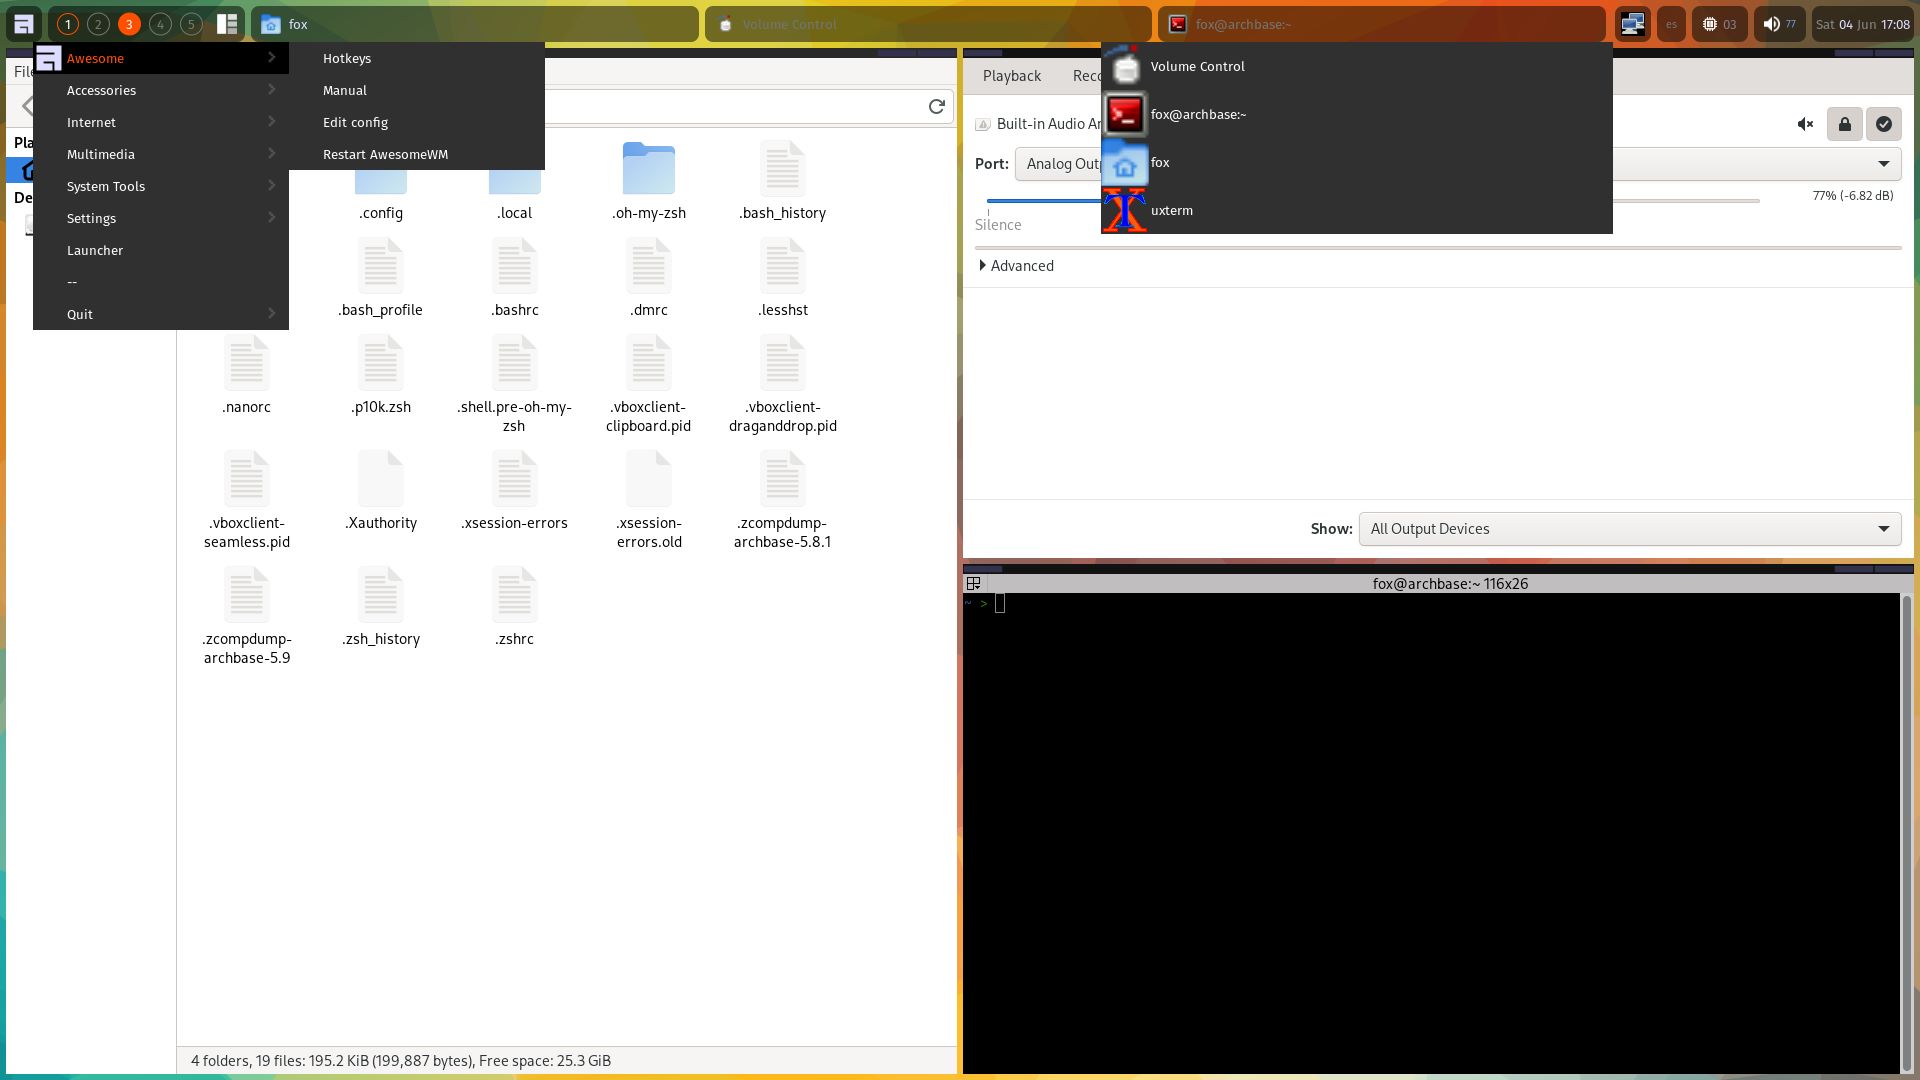 1 2 3 4 5
fox
Volume Control
fox@archbase:~
es
03
77
Sat 04 Jun 17:08
Awesome
Accessories
Internet
Multimedia
System Tools
Settings
Launcher
--
Quit
Hotkeys
Manual
Edit config
Restart AwesomeWM
.config
.local
.oh-my-zsh
.bash_history
.bash_profile
.bashrc
.dmrc
.lesshst
.nanorc
.p10k.zsh
.shell.pre-oh-my-
zsh
.vboxclient-
clipboard.pid
.vboxclient-
draganddrop.pid
.vboxclient-
seamless.pid
.Xauthority
.xsession-errors
.xsession-
errors.old
.zcompdump-
archbase-5.8.1
.zcompdump-
archbase-5.9
.zsh_history
.zshrc
4 folders, 19 files: 195.2 KiB (199,887 bytes), Free space: 25.3 GiB
Volume Control
fox@archbase:~
fox
uxterm
Playback
Built-in Audio
Port: Analog
77% (-6.82 dB)
Silence
Advanced
Show: All Output Devices
fox@archbase:~ 116x26
~ >